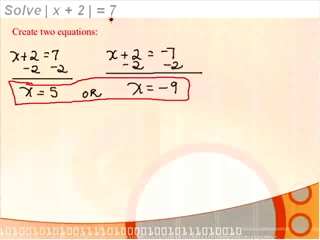 Solve | x + 2 | = 7
Create two equations:
x+2=7 x+2=-7
-2 -2 -2 -2
x=5 OR x=-9